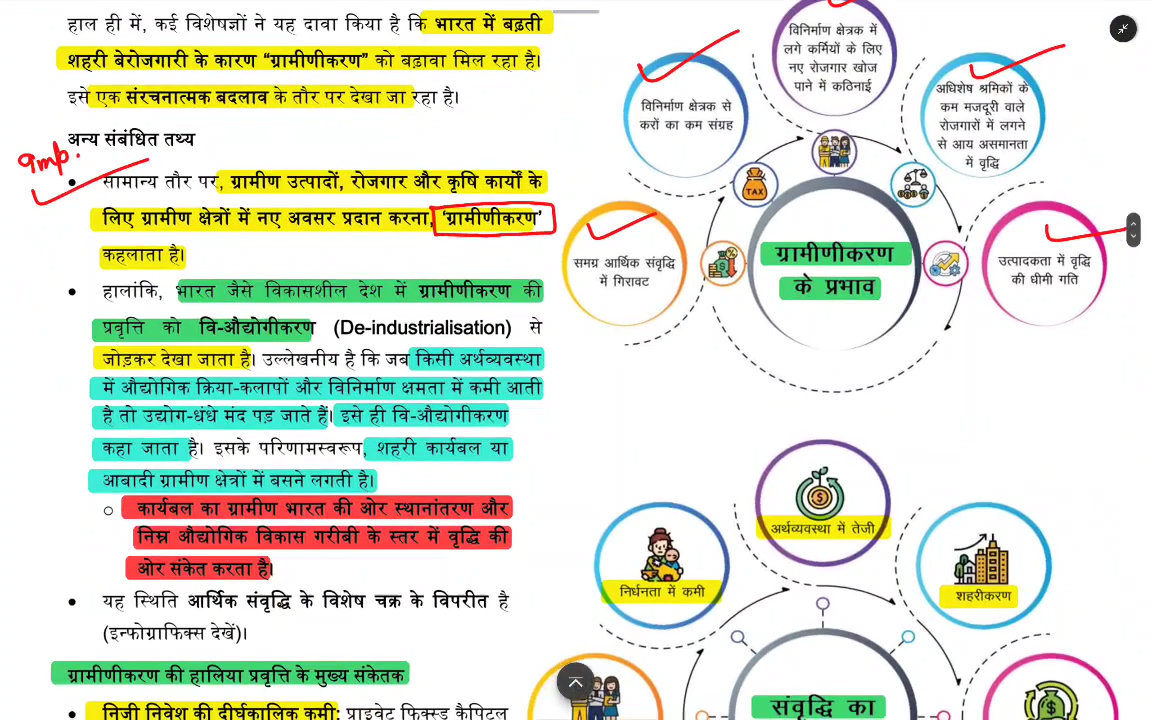 हाल ही में, कई विशेषज्ञों ने यह दावा किया है कि भारत में बढ़ती
शहरी बेरोजगारी के कारण “ग्रामीणीकरण” को बढ़ावा मिल रहा है।
इसे एक संरचनात्मक बदलाव के तौर पर देखा जा रहा है।
अन्य संबंधित तथ्य
Imp.
• सामान्य तौर पर, ग्रामीण उत्पादों, रोजगार और कृषि कार्यों के
लिए ग्रामीण क्षेत्रों में नए अवसर प्रदान करना, ‘ग्रामीणीकरण’
कहलाता है।
• हालांकि, भारत जैसे विकासशील देश में ग्रामीणीकरण की
प्रवृत्ति को वि-औद्योगीकरण (De-industrialisation) से
जोड़कर देखा जाता है। उल्लेखनीय है कि जब किसी अर्थव्यवस्था
में औद्योगिक क्रिया-कलापों और विनिर्माण क्षमता में कमी आती
है तो उद्योग-धंधे मंद पड़ जाते हैं। इसे ही वि-औद्योगीकरण
कहा जाता है। इसके परिणामस्वरूप, शहरी कार्यबल या
आबादी ग्रामीण क्षेत्रों में बसने लगती है।
○ कार्यबल का ग्रामीण भारत की ओर स्थानांतरण और
निम्न औद्योगिक विकास गरीबी के स्तर में वृद्धि की
ओर संकेत करता है।
• यह स्थिति आर्थिक संवृद्धि के विशेष चक्र के विपरीत है
(इन्फोग्राफिक्स देखें)।
ग्रामीणीकरण की हालिया प्रवृत्ति के मुख्य संकेतक
• निजी निवेश की दीर्घकालिक कमी: प्राइवेट फिक्स्ड कैपिटल
विनिर्माण क्षेत्रक में
लगे कर्मियों के लिए
नए रोजगार खोज
पाने में कठिनाई
विनिर्माण क्षेत्रक से
करों का कम संग्रह
अधिशेष श्रमिकों के
कम मजदूरी वाले
रोजगारों में लगने
से आय असमानता
में वृद्धि
TAX
समग्र आर्थिक संवृद्धि
में गिरावट
ग्रामीणीकरण
के प्रभाव
उत्पादकता में वृद्धि
की धीमी गति
अर्थव्यवस्था में तेजी
निर्धनता में कमी
शहरीकरण
संवृद्धि का